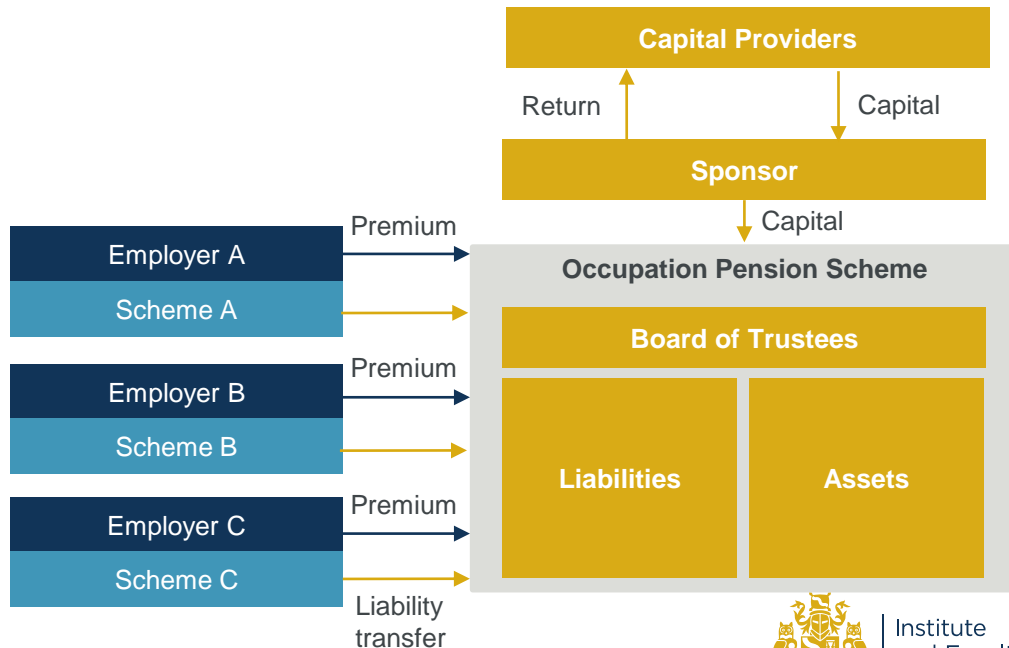 Capital Providers
Return
Capital
Sponsor
Capital
Premium
Employer A
Scheme A
Occupation Pension Scheme
Board of Trustees
Premium
Employer B
Scheme B
Liabilities
Assets
Premium
Employer C
Scheme C
Liability
transfer
Institute